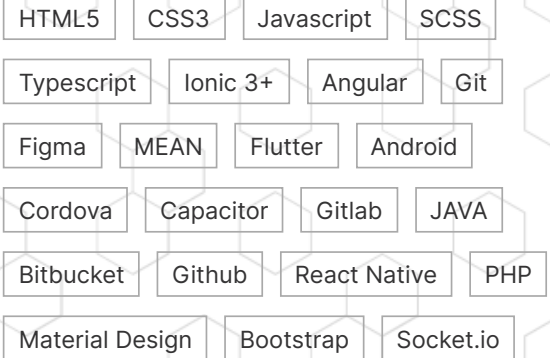 HTML5 CSS3 Javascript SCSS
Typescript Ionic 3+ Angular Git
Figma MEAN Flutter Android
Cordova Capacitor Gitlab JAVA
Bitbucket Github React Native PHP
Material Design Bootstrap Socket.io